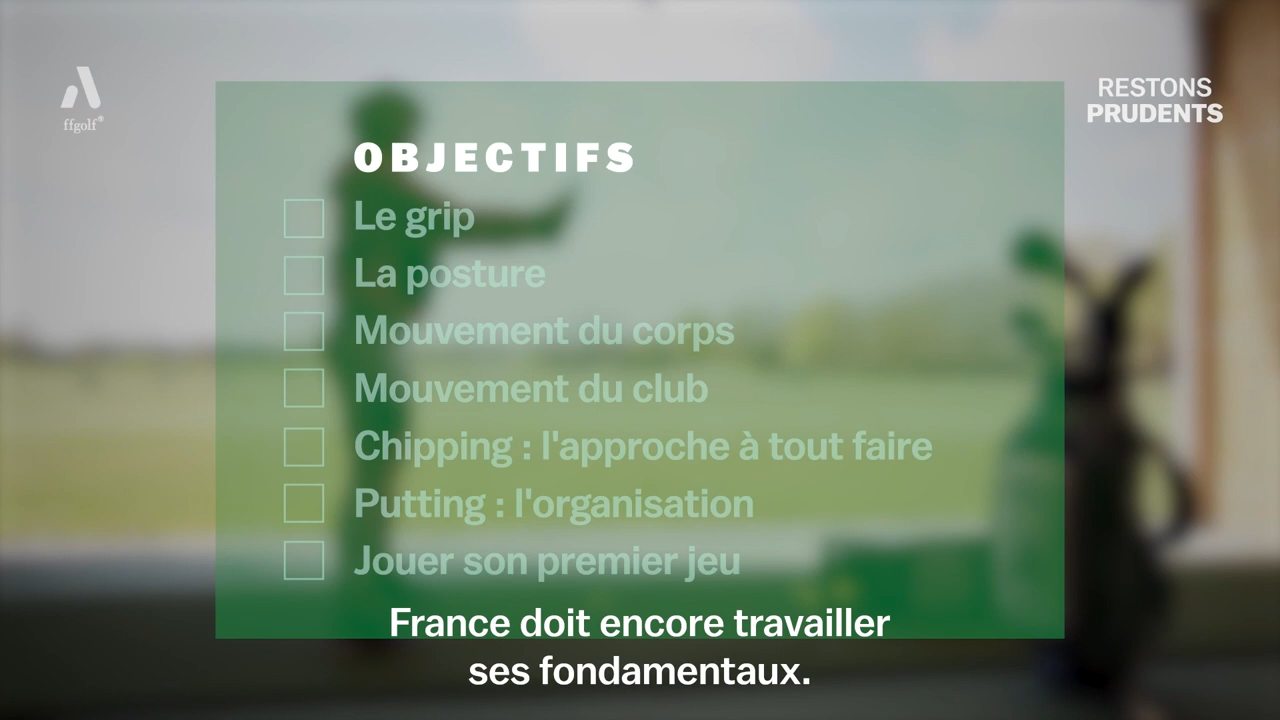 ffgolf®
RESTONS
PRUDENTS
OBJECTIFS
Le grip
La posture
Mouvement du corps
Mouvement du club
Chipping : l'approche à tout faire
Putting : l'organisation
Jouer son premier jeu
France doit encore travailler
ses fondamentaux.